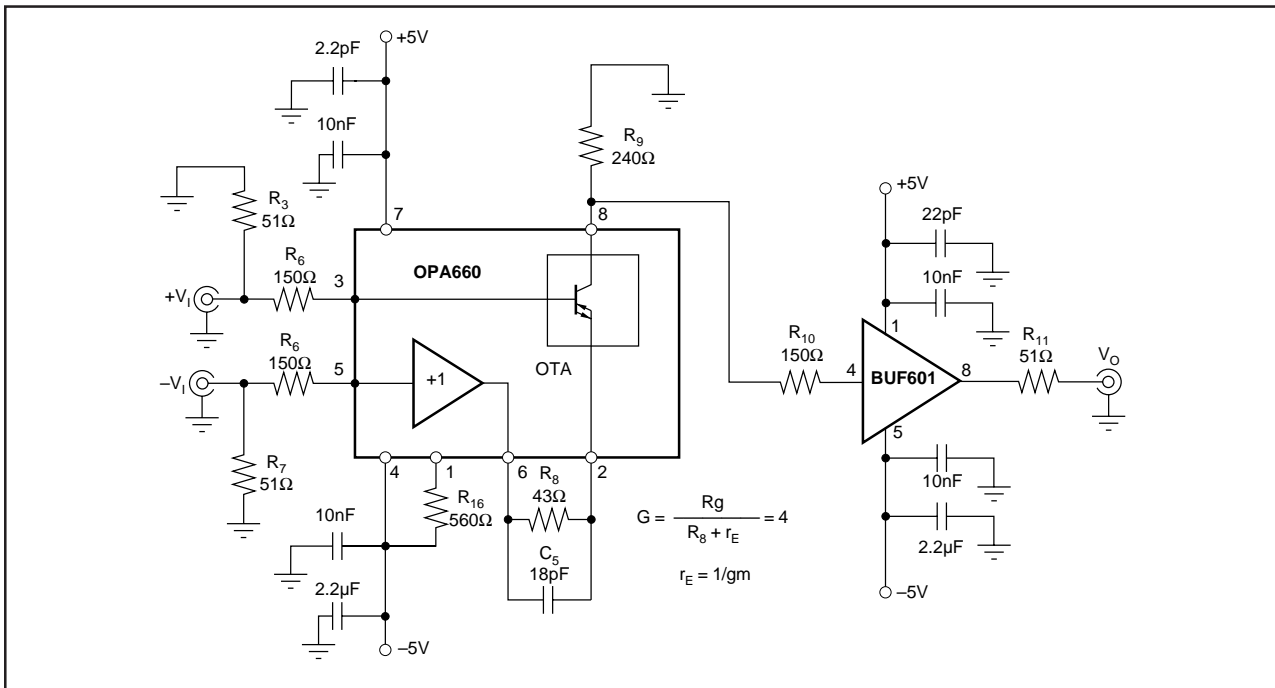 +5V
2.2pF
10nF
R3
51Ω
R6
150Ω
+VI
R6
150Ω
–VI
R7
51Ω
7
3
5
OPA660
+1
OTA
8
R9
240Ω
4
1
6
2
R16
560Ω
10nF
2.2µF
–5V
R8
43Ω
C5
18pF
G = Rg / R8 + rE = 4
rE = 1/gm
+5V
22pF
10nF
1
R10
150Ω
4
BUF601
8
R11
51Ω
VO
5
10nF
2.2µF
–5V